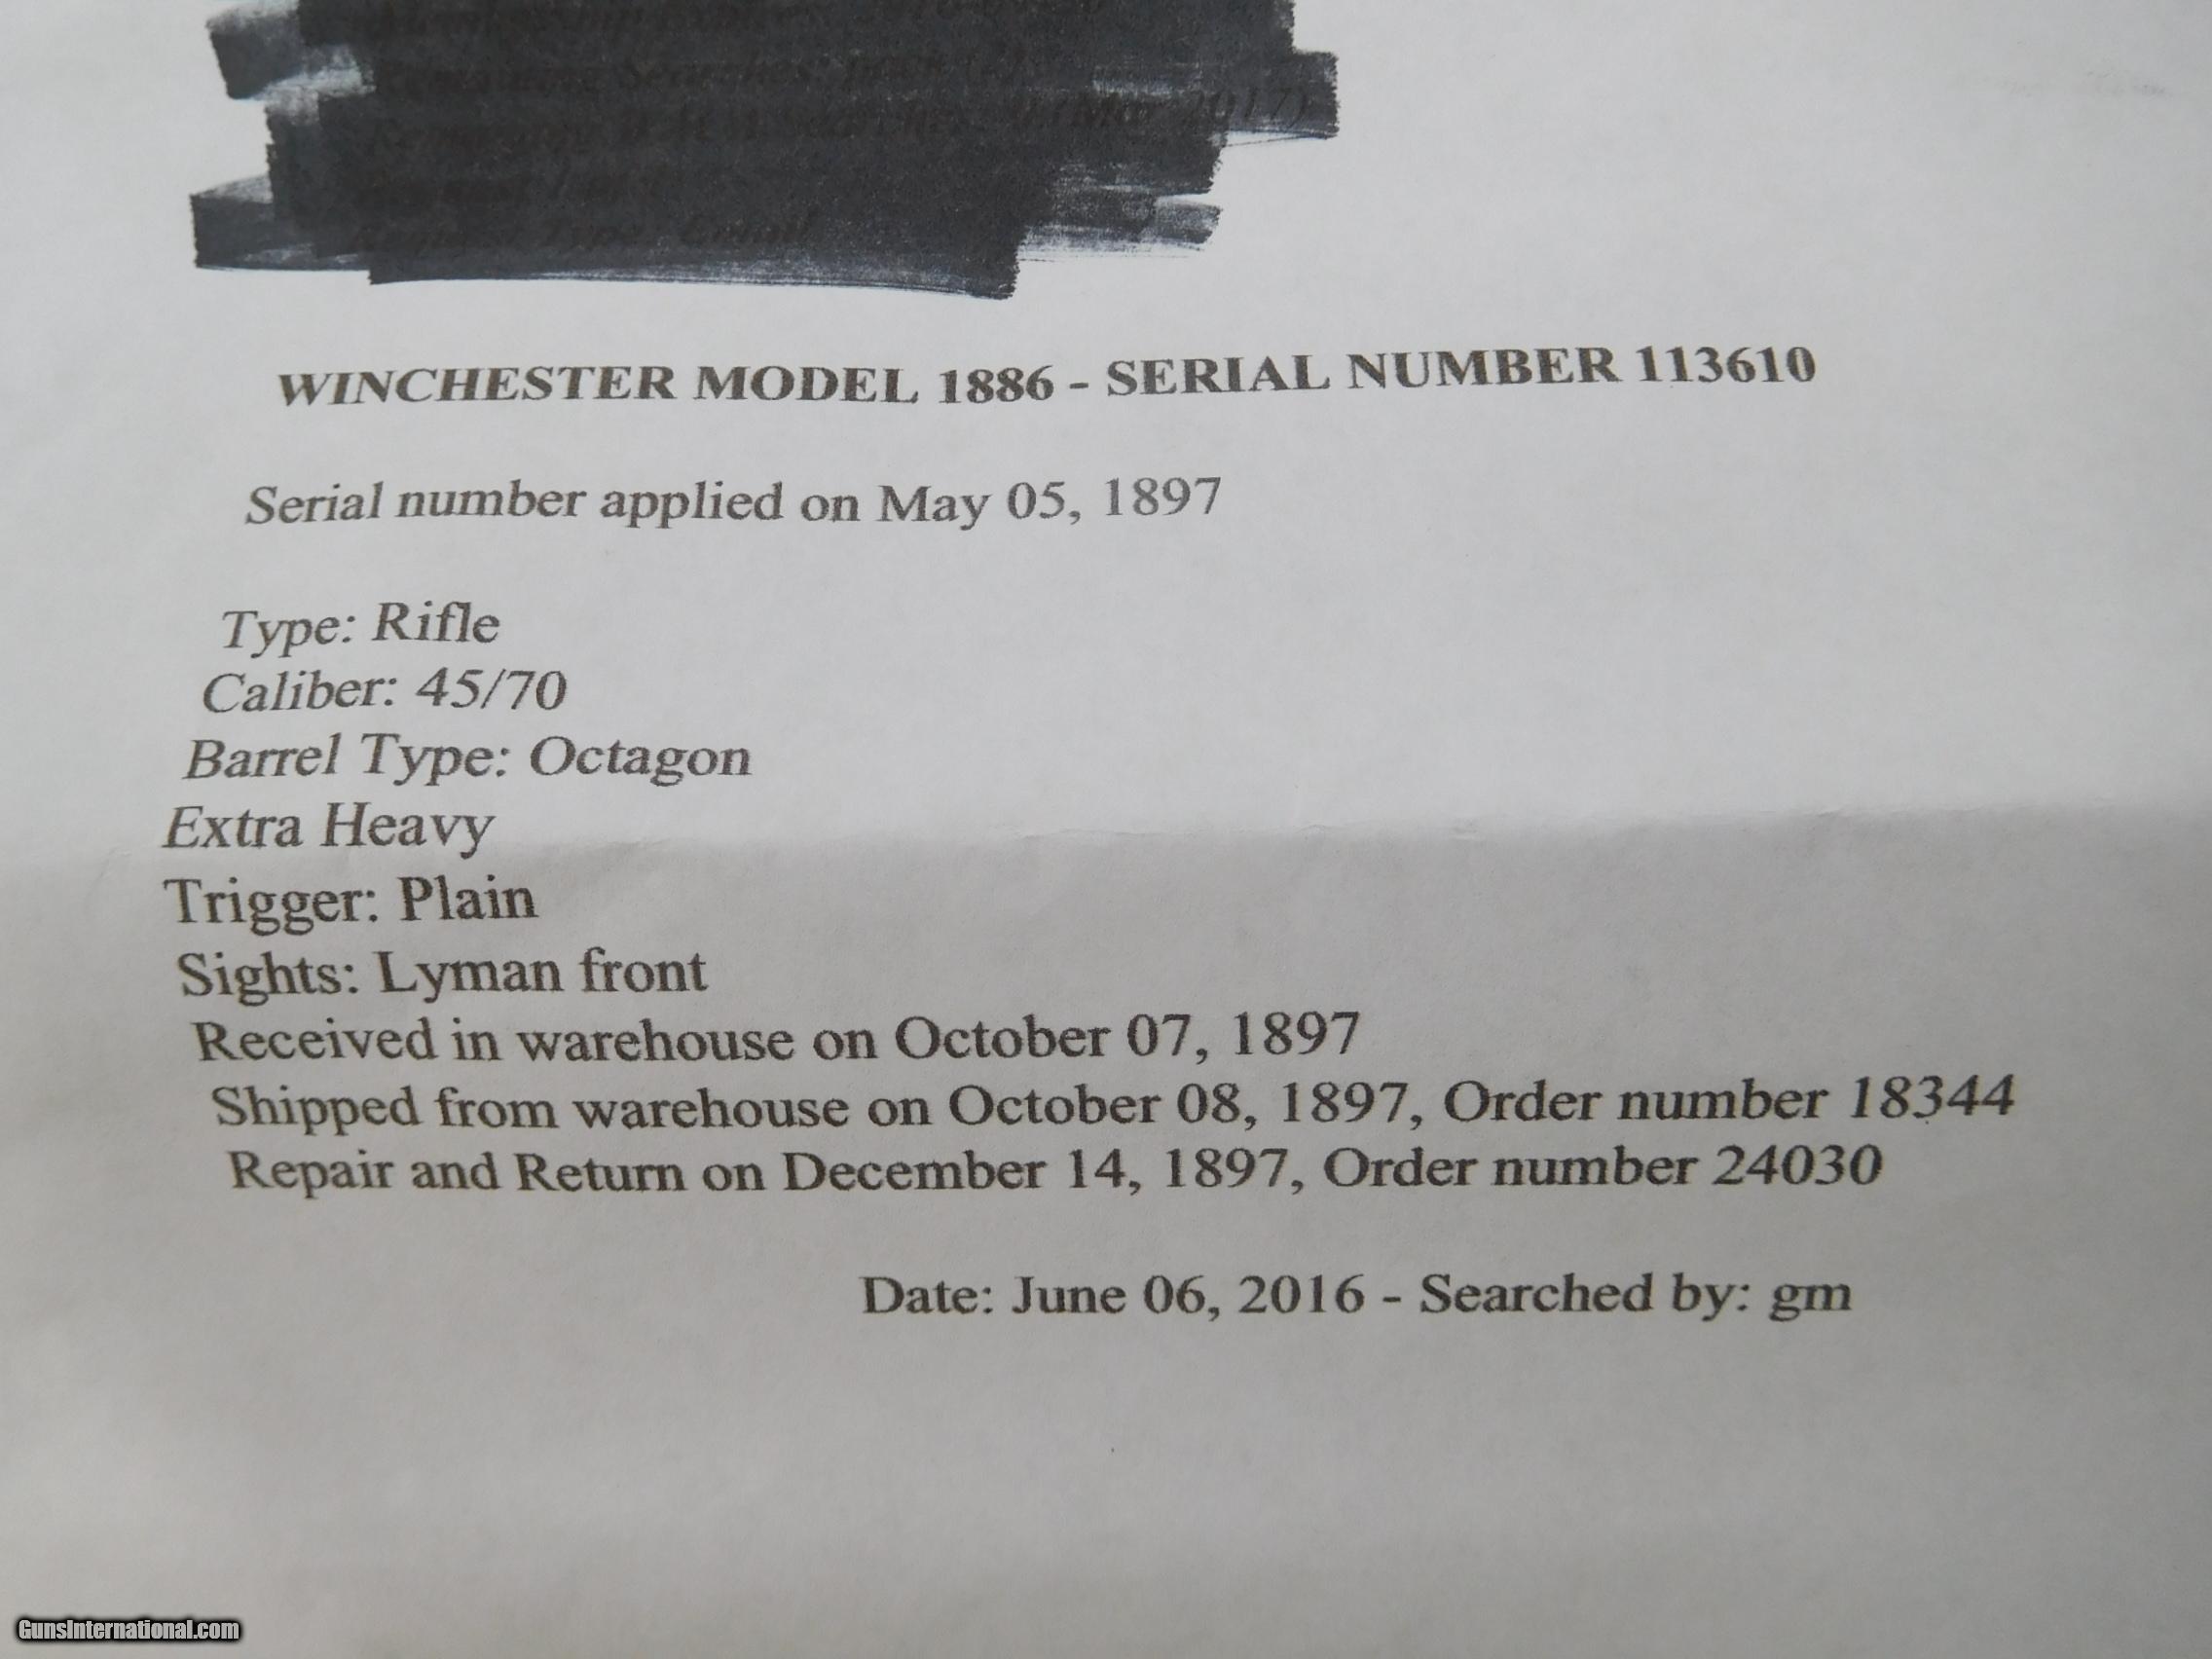 2017)
WINCHESTER MODEL 1886 - SERIAL NUMBER 113610
Serial number applied on May 05, 1897
Type: Rifle
Caliber: 45/70
Barrel Type: Octagon
Extra Heavy
Trigger: Plain
Sights: Lyman front
Received in warehouse on October 07, 1897
Shipped from warehouse on October 08, 1897, Order number 18344
Repair and Return on December 14, 1897, Order number 24030
Date: June 06, 2016 - Searched by: gm
GunsInternational.com